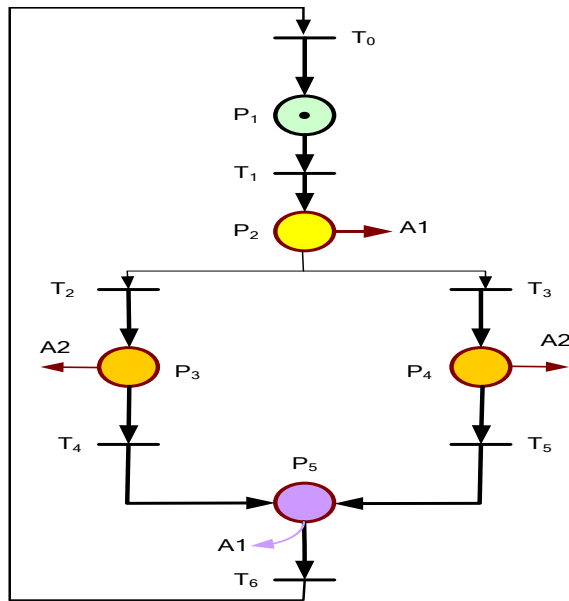 T₀
P₁
T₁
P₂
A1
T₂
T₃
A2
P₃
P₄
A2
T₄
P₅
T₅
A1
T₆